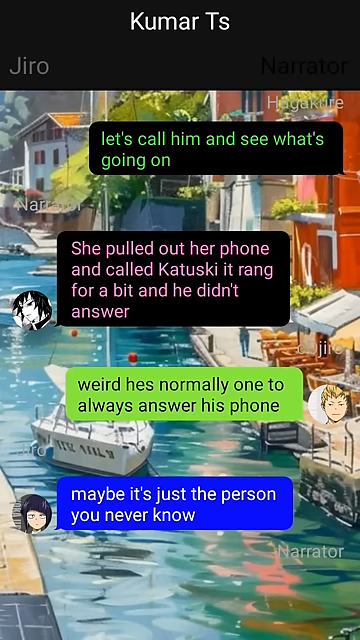 Kumar Ts
Jiro
Narrator
Hagakure
let's call him and see what's
going on
Narrator
She pulled out her phone
and called Katuski it rang
for a bit and he didn't
answer
Ojiro
weird hes normally one to
always answer his phone
Jiro
maybe it's just the person
you never know
Narrator